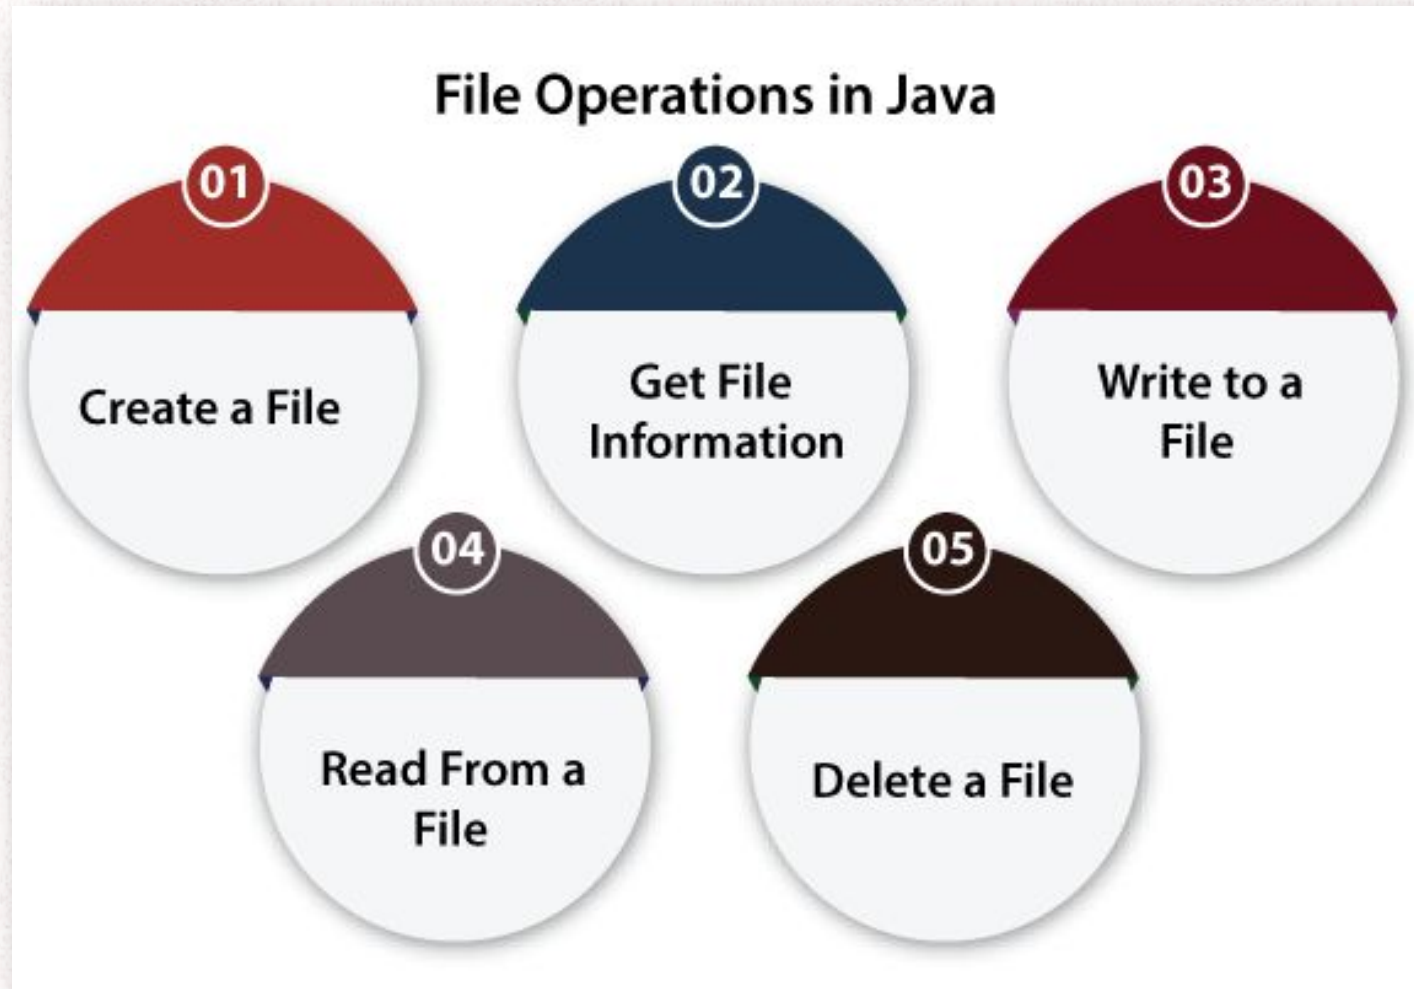 File Operations in Java
01
Create a File
02
Get File
Information
03
Write to a
File
04
Read From a
File
05
Delete a File